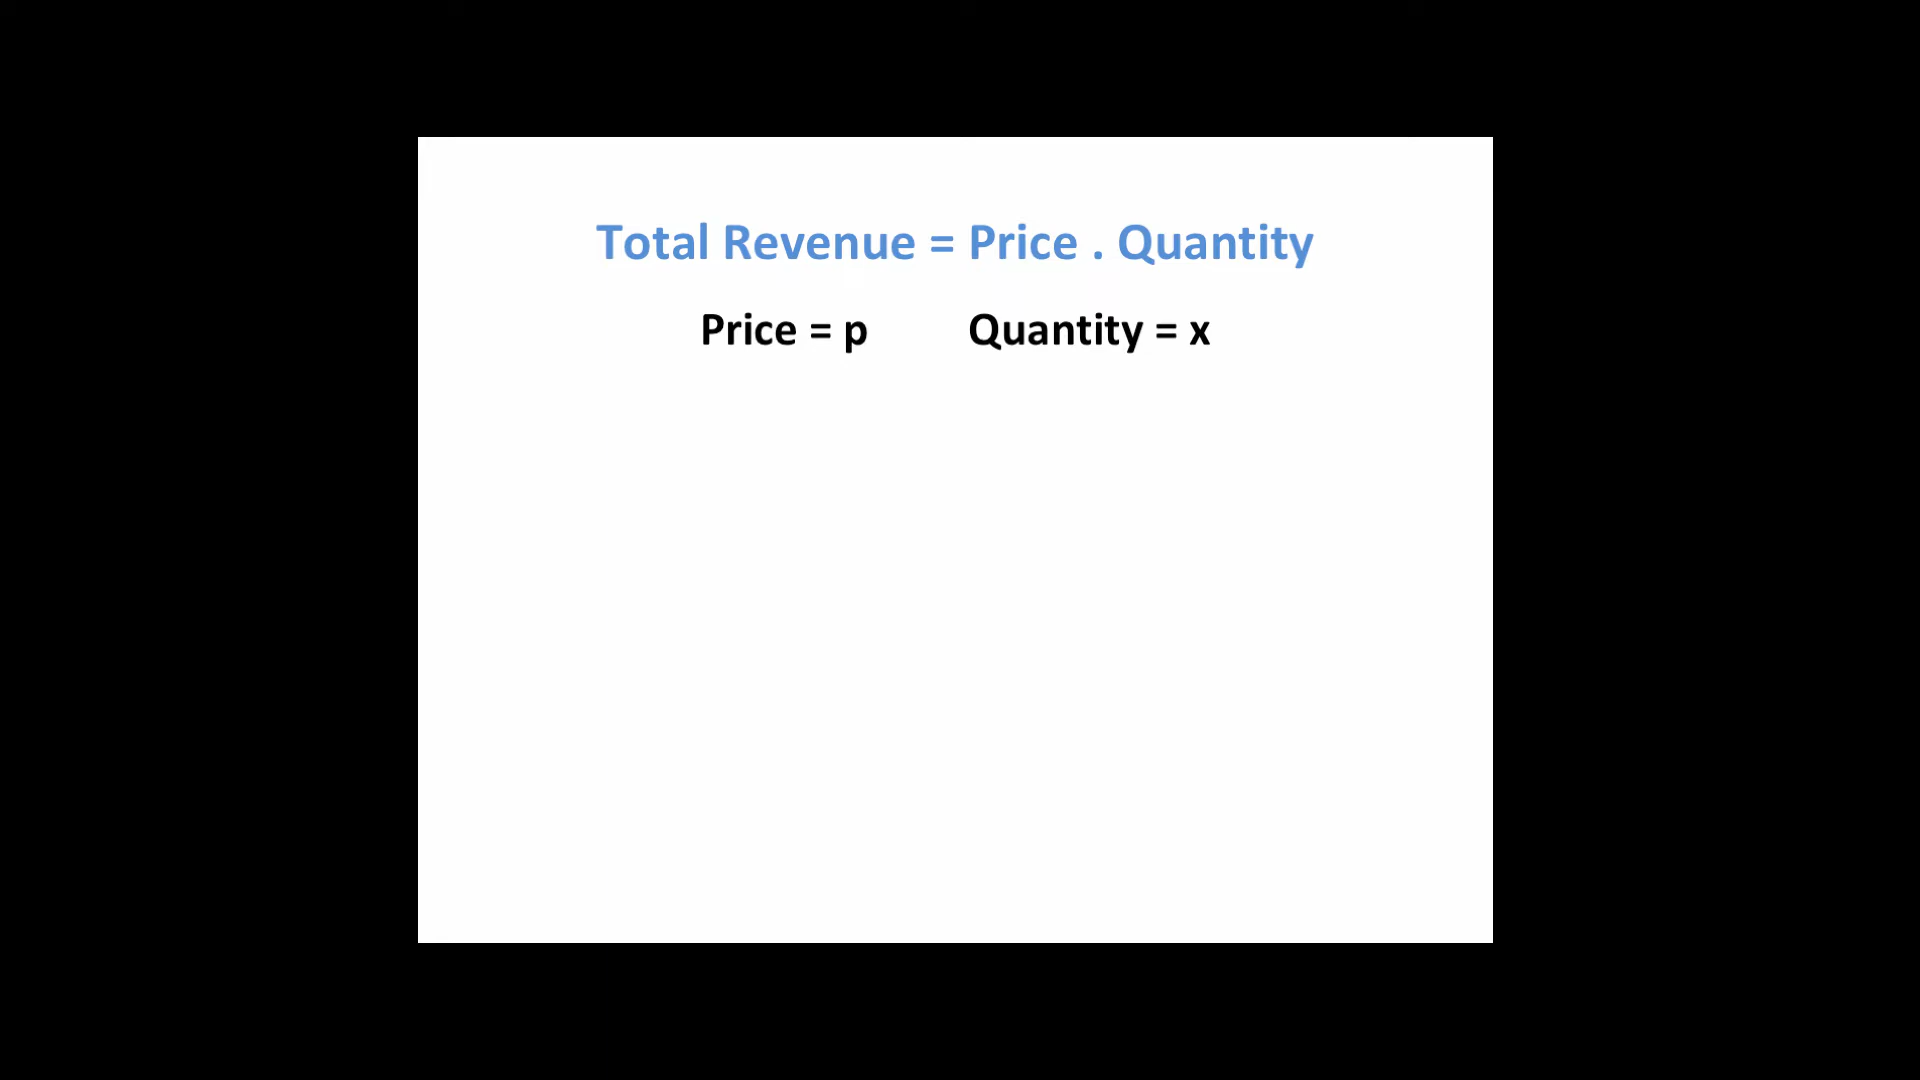 Total Revenue = Price . Quantity
Price = p Quantity = x